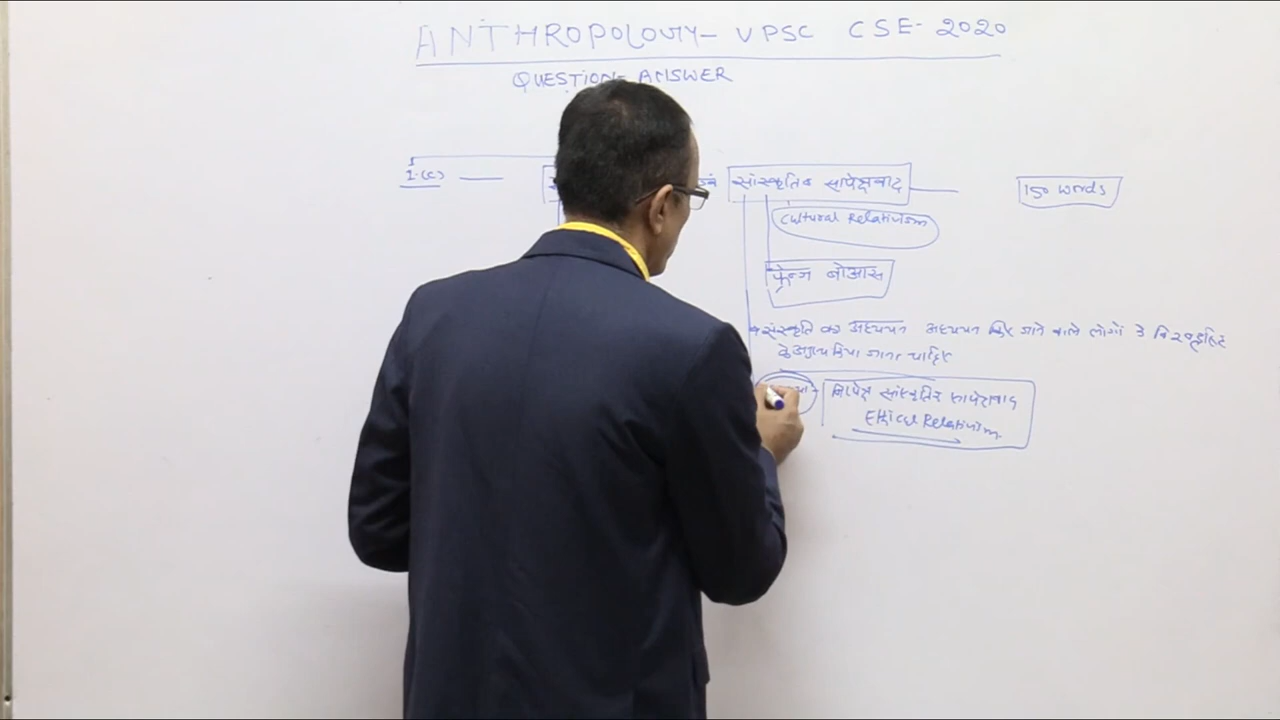 ANTHROPOLOGY- UPSC CSE- 2020
QUESTION- ANSWER
1.(c) सांस्कृतिक सापेक्षवाद 150 words
Cultural Relativism
फ्रेन्ज बोआस
संस्कृति का अध्ययन अध्ययन किए जाने वाले लोगों के
किया जाना चाहिए
निरपेक्ष सांस्कृतिक सापेक्षवाद
Ethical Relativism